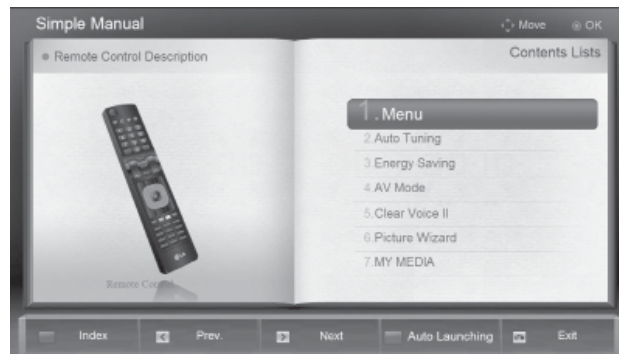 Simple Manual
Move
OK
Remote Control Description
Remote Control
LG
Contents Lists
1. Menu
2. Auto Tuning
3. Energy Saving
4. AV Mode
5. Clear Voice II
6. Picture Wizard
7. MY MEDIA
Index
Prev.
Next
Auto Launching
Exit